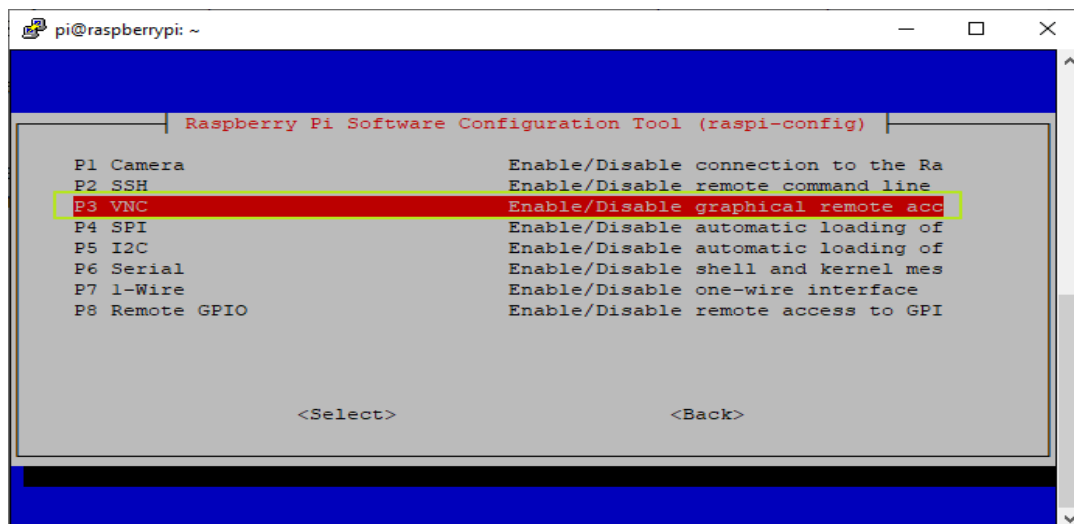 pi@raspberrypi: ~
Raspberry Pi Software Configuration Tool (raspi-config)
P1 Camera Enable/Disable connection to the Ra
P2 SSH Enable/Disable remote command line
P3 VNC Enable/Disable graphical remote acc
P4 SPI Enable/Disable automatic loading of
P5 I2C Enable/Disable automatic loading of
P6 Serial Enable/Disable shell and kernel mes
P7 1-Wire Enable/Disable one-wire interface
P8 Remote GPIO Enable/Disable remote access to GPI
<Select> <Back>